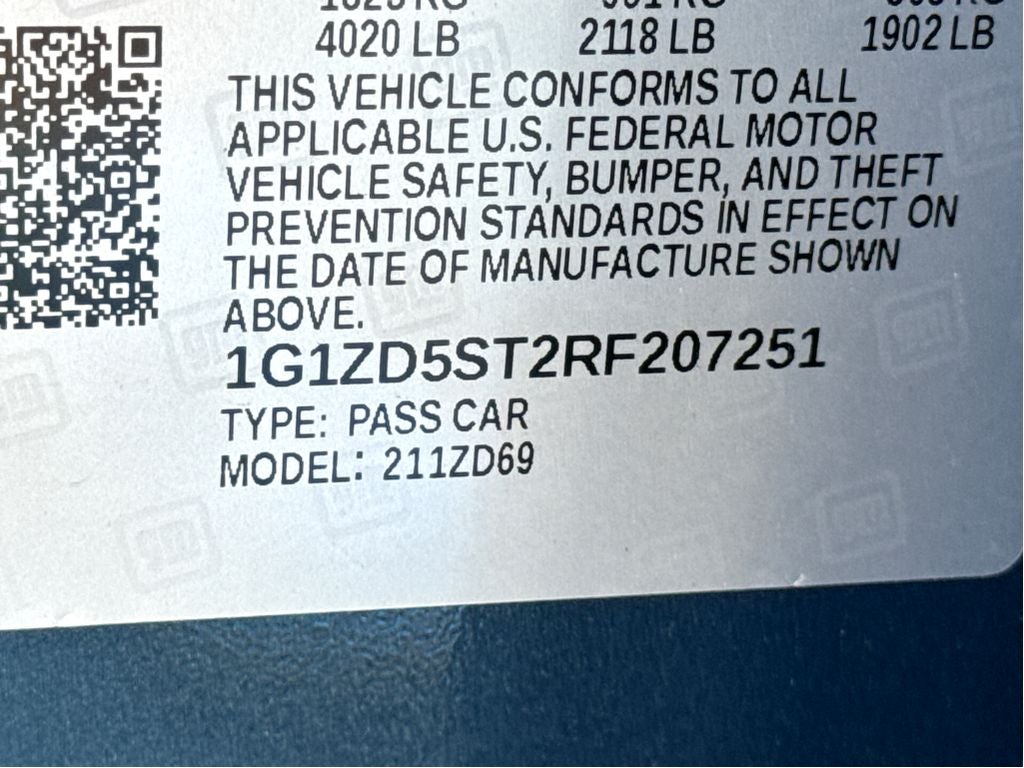 4020 LB 2118 LB 1902 LB
THIS VEHICLE CONFORMS TO ALL
APPLICABLE U.S. FEDERAL MOTOR
VEHICLE SAFETY, BUMPER, AND THEFT
PREVENTION STANDARDS IN EFFECT ON
THE DATE OF MANUFACTURE SHOWN
ABOVE.
1G1ZD5ST2RF207251
TYPE: PASS CAR
MODEL: 211ZD69